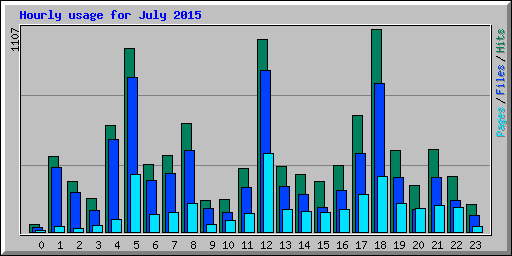 Hourly usage for July 2015
1107
Pages/Files/Hits
0 1 2 3 4 5 6 7 8 9 10 11 12 13 14 15 16 17 18 19 20 21 22 23